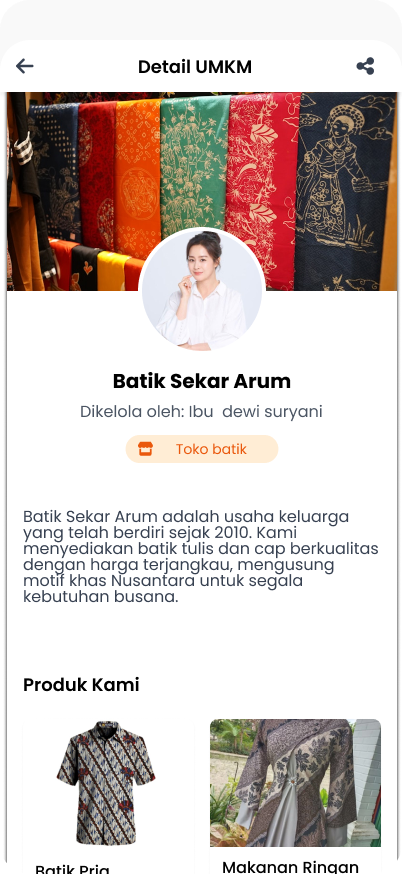 Detail UMKM
Batik Sekar Arum
Dikelola oleh: Ibu  dewi suryani
Toko batik
Batik Sekar Arum adalah usaha keluarga
yang telah berdiri sejak 2010. Kami
menyediakan batik tulis dan cap berkualitas
dengan harga terjangkau, mengusung
motif khas Nusantara untuk segala
kebutuhan busana.
Produk Kami
Batik Pria
Makanan Ringan